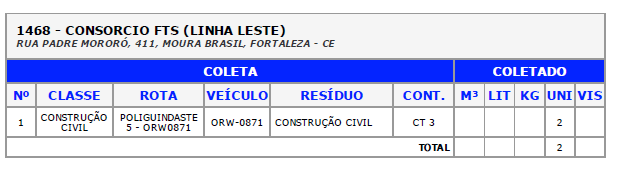 1468 - CONSORCIO FTS (LINHA LESTE)
RUA PADRE MORORÓ, 411, MOURA BRASIL, FORTALEZA - CE
COLETA COLETADO
Nº CLASSE ROTA VEÍCULO RESÍDUO CONT. M³ LIT KG UNI VIS
1 CONSTRUÇÃO CIVIL POLIGUINDASTE 5 - ORW0871 ORW-0871 CONSTRUÇÃO CIVIL CT 3 2
TOTAL 2